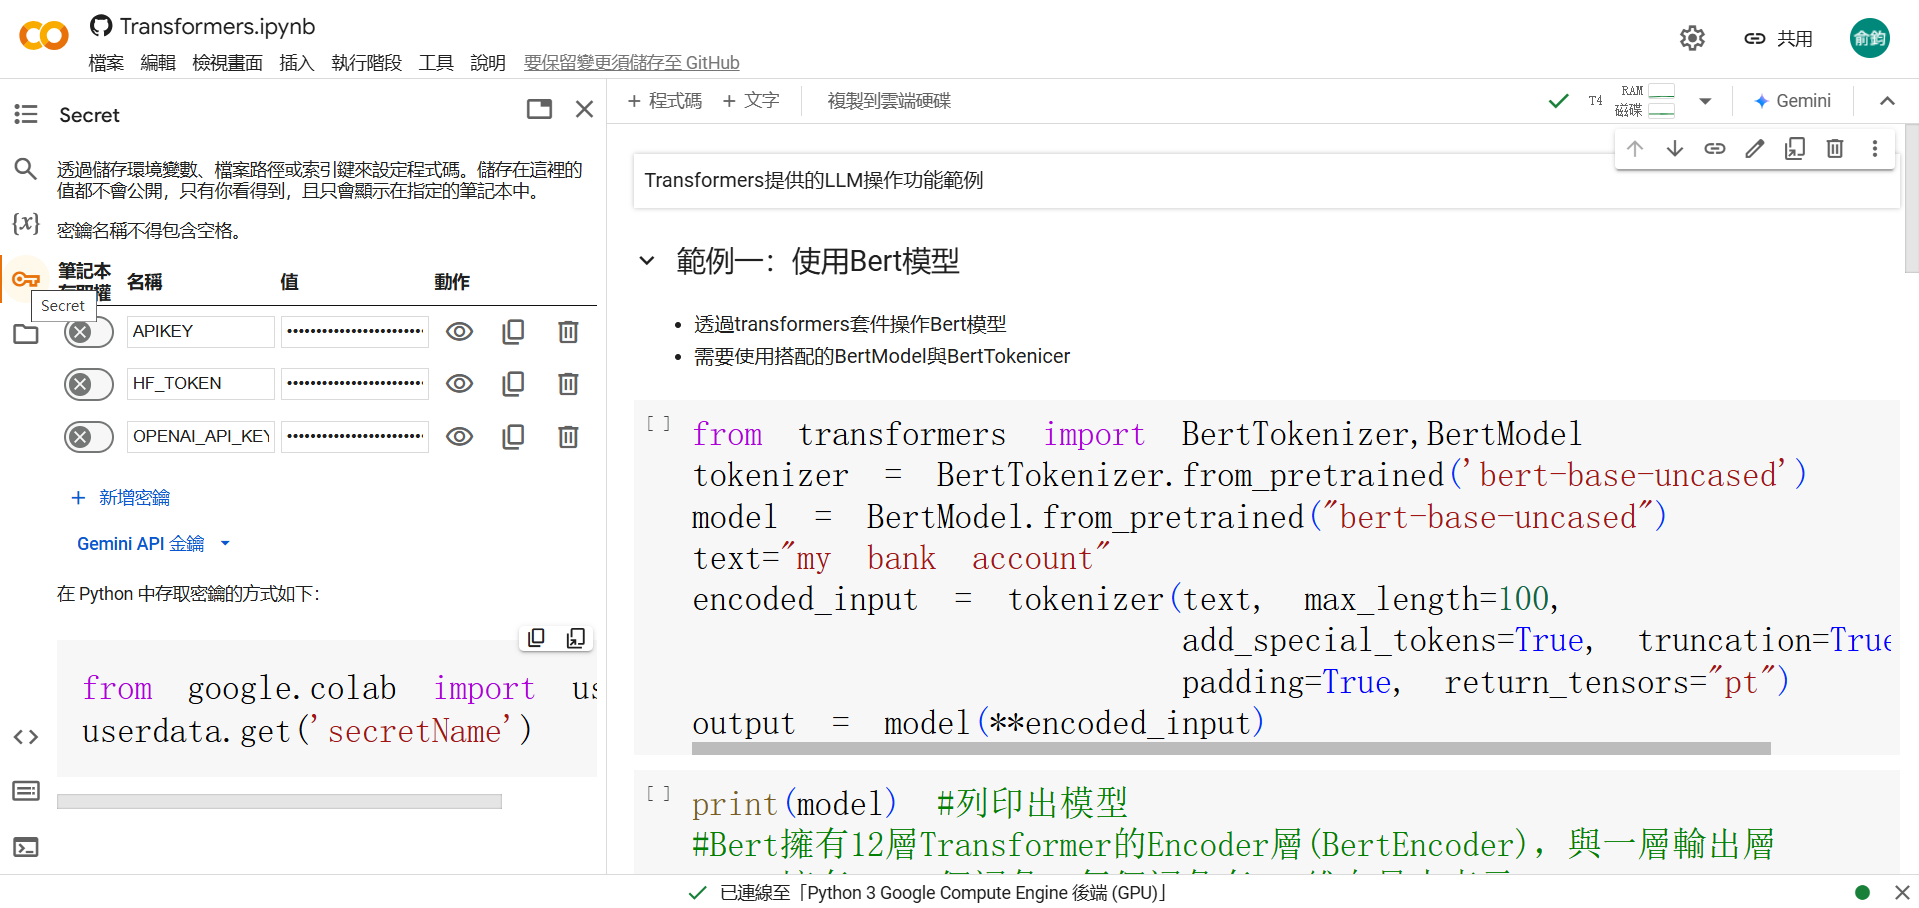 Transformers.ipynb
檔案 編輯 檢視畫面 插入 執行階段 工具 說明 要保留變更須儲存至 GitHub
共用
俞鈞
Secret
透過儲存環境變數、檔案路徑或索引鍵來設定程式碼。儲存在這裡的
值都不會公開，只有你看得到，且只會顯示在指定的筆記本中。
密鑰名稱不得包含空格。
筆記本
名稱 值 動作
Secret
APIKEY
HF_TOKEN
OPENAI_API_KEY
+ 新增密鑰
Gemini API 金鑰
在 Python 中存取密鑰的方式如下：
from google.colab import us
userdata.get('secretName')
+ 程式碼 + 文字 複製到雲端硬碟
T4 RAM
磁碟
Gemini
Transformers提供的LLM操作功能範例
範例一：使用Bert模型
• 透過transformers套件操作Bert模型
• 需要使用搭配的BertModel與BertTokenicer
[ ] from transformers import BertTokenizer,BertModel
tokenizer = BertTokenizer.from_pretrained('bert-base-uncased')
model = BertModel.from_pretrained("bert-base-uncased")
text="my bank account"
encoded_input = tokenizer(text, max_length=100,
add_special_tokens=True, truncation=True
padding=True, return_tensors="pt")
output = model(**encoded_input)
[ ] print(model) #列印出模型
#Bert擁有12層Transformer的Encoder層(BertEncoder)，與一層輸出層
已連線至「Python 3 Google Compute Engine 後端 (GPU)」